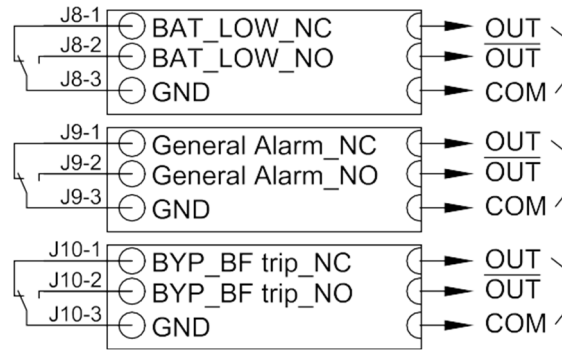 J8-1 BAT_LOW_NC OUT
J8-2 BAT_LOW_NO OUT
J8-3 GND COM
J9-1 General Alarm_NC OUT
J9-2 General Alarm_NO OUT
J9-3 GND COM
J10-1 BYP_BF trip_NC OUT
J10-2 BYP_BF trip_NO OUT
J10-3 GND COM